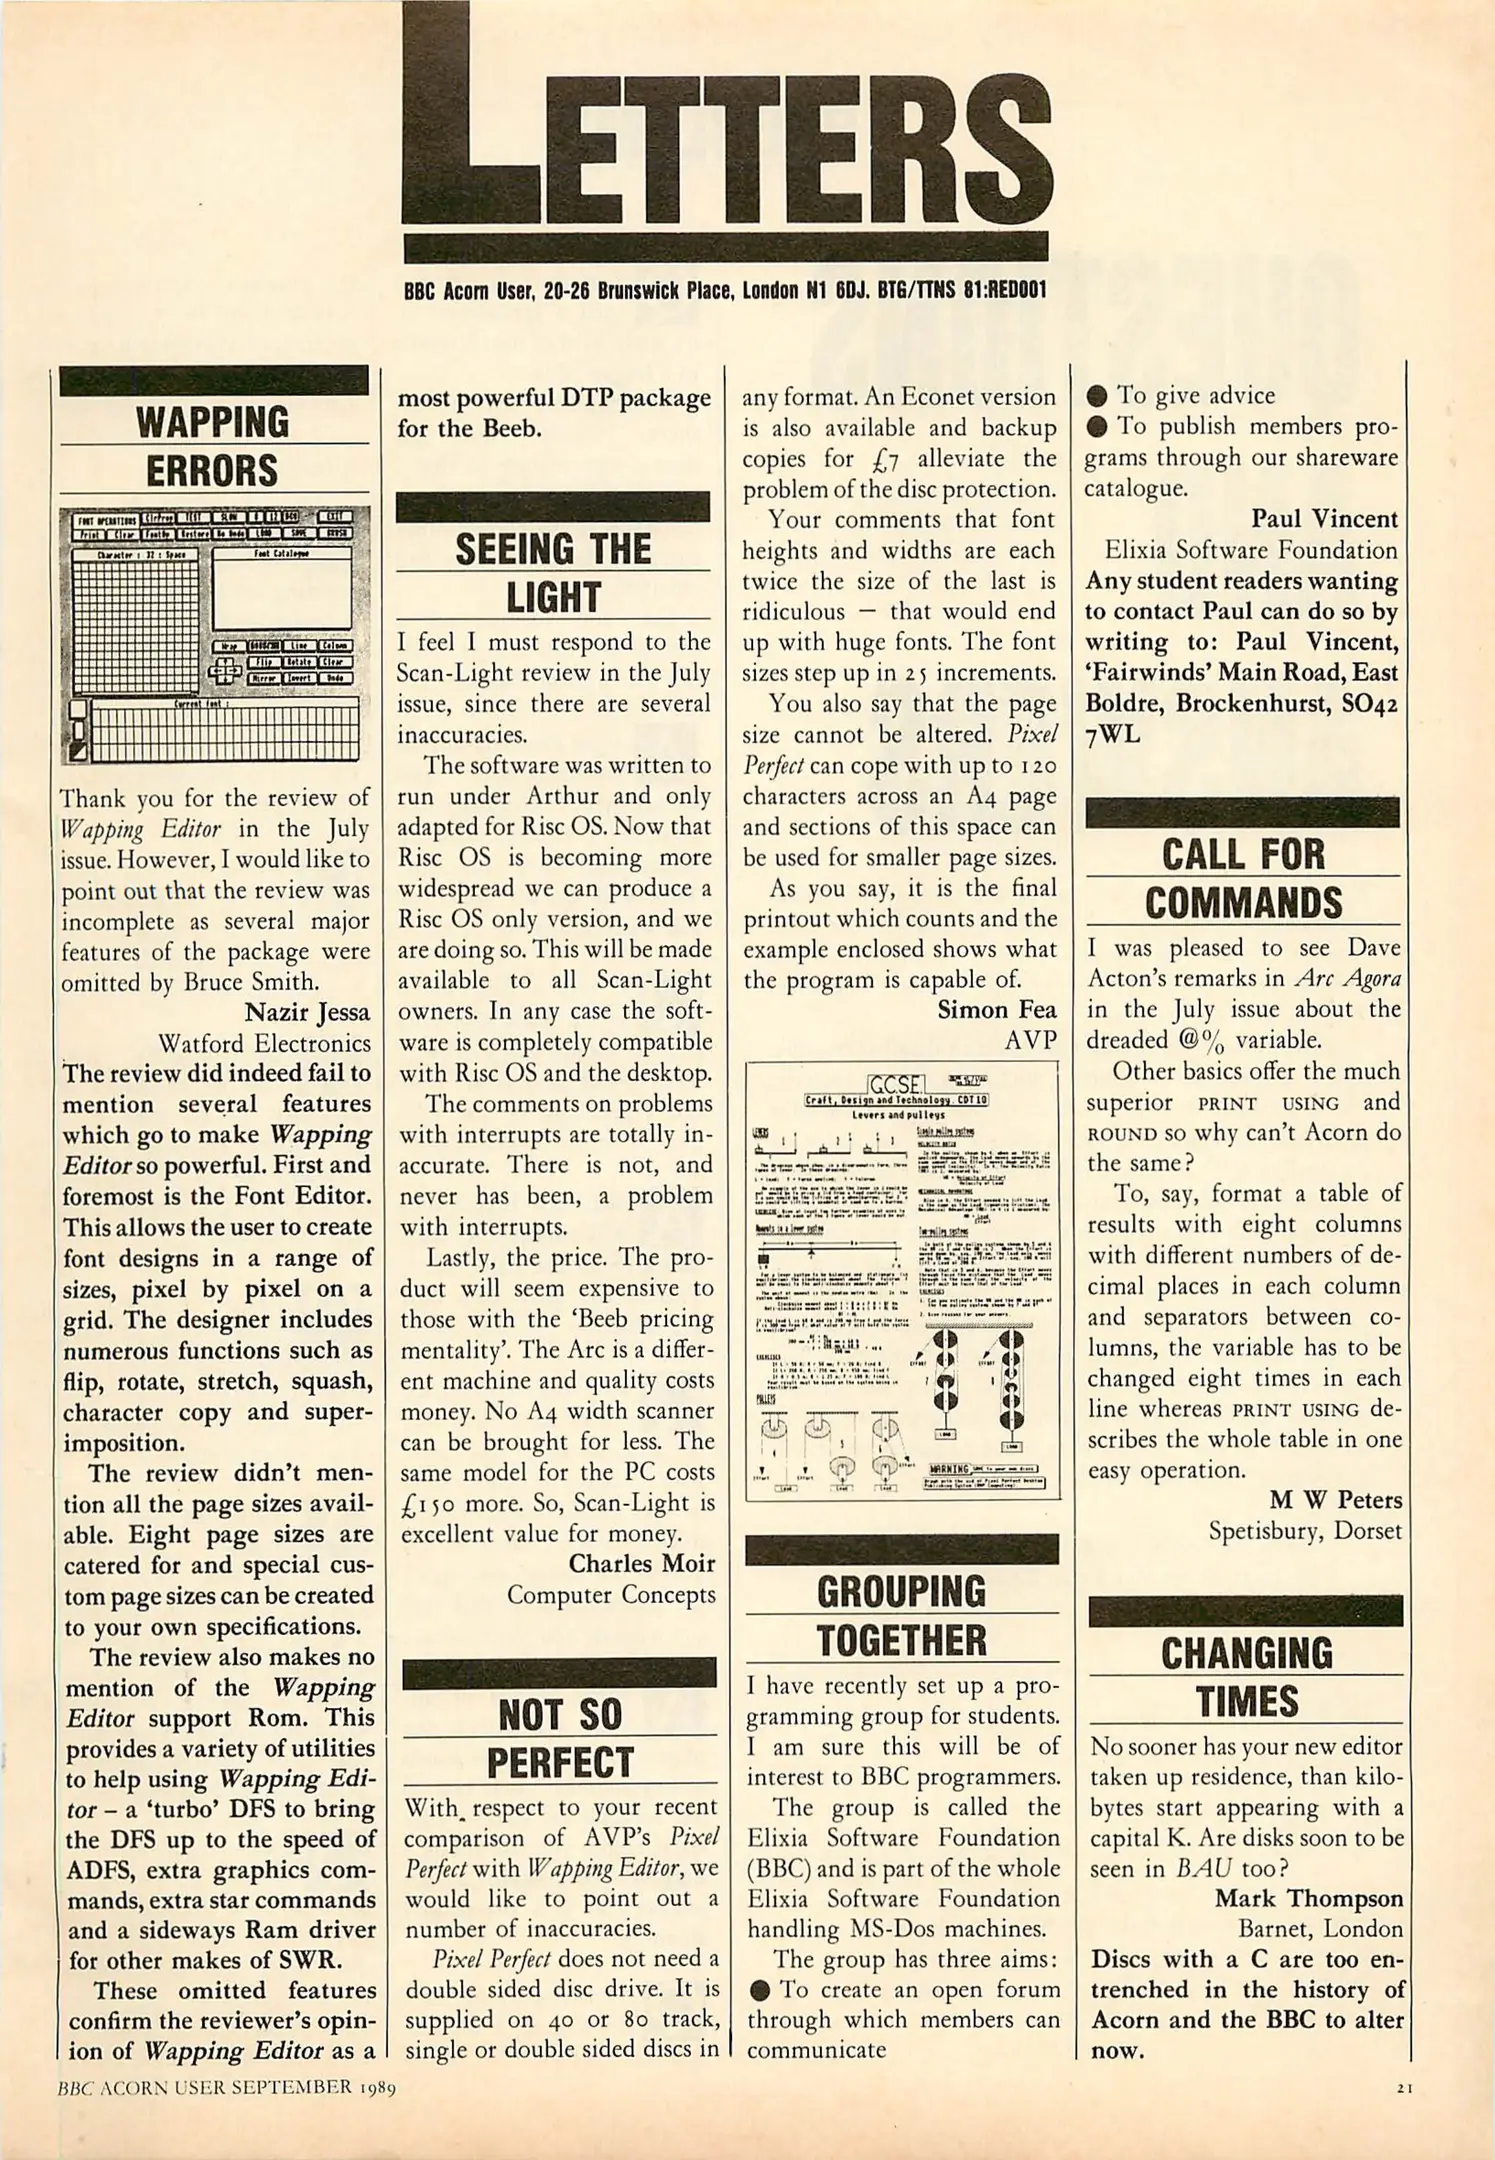 LETTERS
BBC Acorn User, 20-26 Brunswick Place, London N1 6DJ. BTG/TTNS 81:RED001
WAPPING
ERRORS
FONT OPERATIONS
TEST
SLOW
EXIT
Print
Clear
Restore
No Undo
LOAD
SAVE
Character : 32 : Space
Font Catalogue
Wrap
Line
Column
Flip
Rotate
Clear
Mirror
Invert
Undo
Current font :
Thank you for the review of
Wapping Editor in the July
issue. However, I would like to
point out that the review was
incomplete as several major
features of the package were
omitted by Bruce Smith.
Nazir Jessa
Watford Electronics
The review did indeed fail to
mention several features
which go to make Wapping
Editor so powerful. First and
foremost is the Font Editor.
This allows the user to create
font designs in a range of
sizes, pixel by pixel on a
grid. The designer includes
numerous functions such as
flip, rotate, stretch, squash,
character copy and super-
imposition.
The review didn't men-
tion all the page sizes avail-
able. Eight page sizes are
catered for and special cus-
tom page sizes can be created
to your own specifications.
The review also makes no
mention of the Wapping
Editor support Rom. This
provides a variety of utilities
to help using Wapping Edi-
tor – a 'turbo' DFS to bring
the DFS up to the speed of
ADFS, extra graphics com-
mands, extra star commands
and a sideways Ram driver
for other makes of SWR.
These omitted features
confirm the reviewer's opin-
ion of Wapping Editor as a
most powerful DTP package
for the Beeb.
SEEING THE
LIGHT
I feel I must respond to the
Scan-Light review in the July
issue, since there are several
inaccuracies.
The software was written to
run under Arthur and only
adapted for Risc OS. Now that
Risc OS is becoming more
widespread we can produce a
Risc OS only version, and we
are doing so. This will be made
available to all Scan-Light
owners. In any case the soft-
ware is completely compatible
with Risc OS and the desktop.
The comments on problems
with interrupts are totally in-
accurate. There is not, and
never has been, a problem
with interrupts.
Lastly, the price. The pro-
duct will seem expensive to
those with the 'Beeb pricing
mentality'. The Arc is a differ-
ent machine and quality costs
money. No A4 width scanner
can be brought for less. The
same model for the PC costs
£150 more. So, Scan-Light is
excellent value for money.
Charles Moir
Computer Concepts
NOT SO
PERFECT
With respect to your recent
comparison of AVP's Pixel
Perfect with Wapping Editor, we
would like to point out a
number of inaccuracies.
Pixel Perfect does not need a
double sided disc drive. It is
supplied on 40 or 80 track,
single or double sided discs in
any format. An Econet version
is also available and backup
copies for £7 alleviate the
problem of the disc protection.
Your comments that font
heights and widths are each
twice the size of the last is
ridiculous — that would end
up with huge fonts. The font
sizes step up in 25 increments.
You also say that the page
size cannot be altered. Pixel
Perfect can cope with up to 120
characters across an A4 page
and sections of this space can
be used for smaller page sizes.
As you say, it is the final
printout which counts and the
example enclosed shows what
the program is capable of.
Simon Fea
AVP
GCSE
Craft, Design and Technology. CDT10
Levers and pulleys
LEVERS
Single pulley systems
EXERCISES
PULLEYS
WARNING
GROUPING
TOGETHER
I have recently set up a pro-
gramming group for students.
I am sure this will be of
interest to BBC programmers.
The group is called the
Elixia Software Foundation
(BBC) and is part of the whole
Elixia Software Foundation
handling MS-Dos machines.
The group has three aims:
● To create an open forum
through which members can
communicate
● To give advice
● To publish members pro-
grams through our shareware
catalogue.
Paul Vincent
Elixia Software Foundation
Any student readers wanting
to contact Paul can do so by
writing to: Paul Vincent,
'Fairwinds' Main Road, East
Boldre, Brockenhurst, SO42
7WL
CALL FOR
COMMANDS
I was pleased to see Dave
Acton's remarks in Arc Agora
in the July issue about the
dreaded @% variable.
Other basics offer the much
superior PRINT USING and
ROUND so why can't Acorn do
the same?
To, say, format a table of
results with eight columns
with different numbers of de-
cimal places in each column
and separators between co-
lumns, the variable has to be
changed eight times in each
line whereas PRINT USING de-
scribes the whole table in one
easy operation.
M W Peters
Spetisbury, Dorset
CHANGING
TIMES
No sooner has your new editor
taken up residence, than kilo-
bytes start appearing with a
capital K. Are disks soon to be
seen in BAU too?
Mark Thompson
Barnet, London
Discs with a C are too en-
trenched in the history of
Acorn and the BBC to alter
now.
BBC ACORN USER SEPTEMBER 1989
21